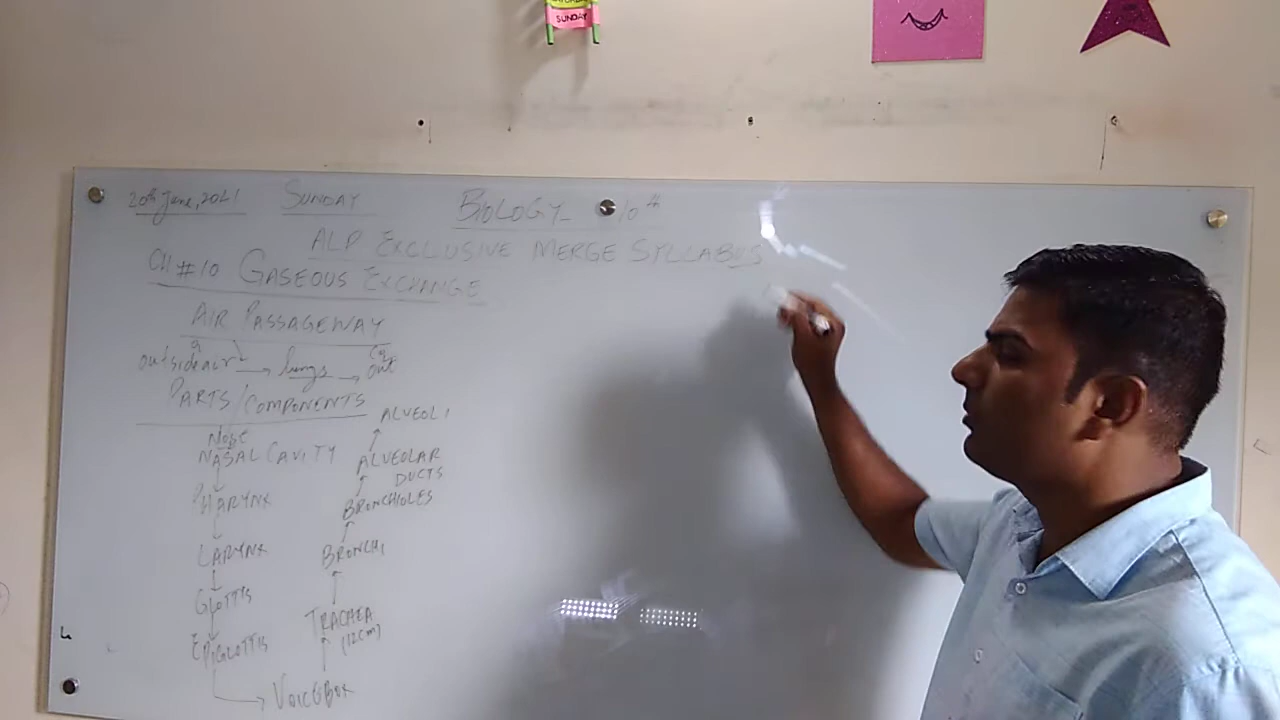 SUNDAY
20th June, 2021 SUNDAY BIOLOGY- 10th
ALP EXCLUSIVE MERGE SYLLABUS
CH #10 GASEOUS EXCHANGE
AIR PASSAGEWAY
outside air → lungs → out
PARTS/COMPONENTS
NOSE
NASAL CAVITY
↓
PHARYNX
↓
LARYNX
↓
GLOTTIS
↓
EPIGLOTTIS
→ VOICEBOX
↑
TRACHEA
(12cm)
↑
BRONCHI
↑
BRONCHIOLES
↑
ALVEOLAR
DUCTS
↑
ALVEOLI